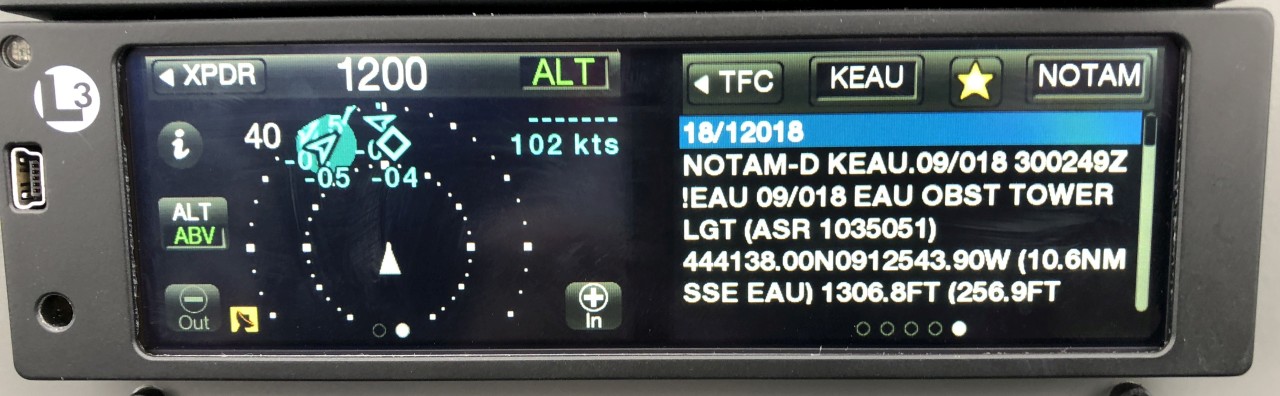 L3
XPDR
1200
ALT
40
102 kts
-05
-04
ALT
ABV
Out
In
TFC
KEAU
NOTAM
18/12018
NOTAM-D KEAU.09/018 300249Z
!EAU 09/018 EAU OBST TOWER
LGT (ASR 1035051)
444138.00N0912543.90W (10.6NM
SSE EAU) 1306.8FT (256.9FT